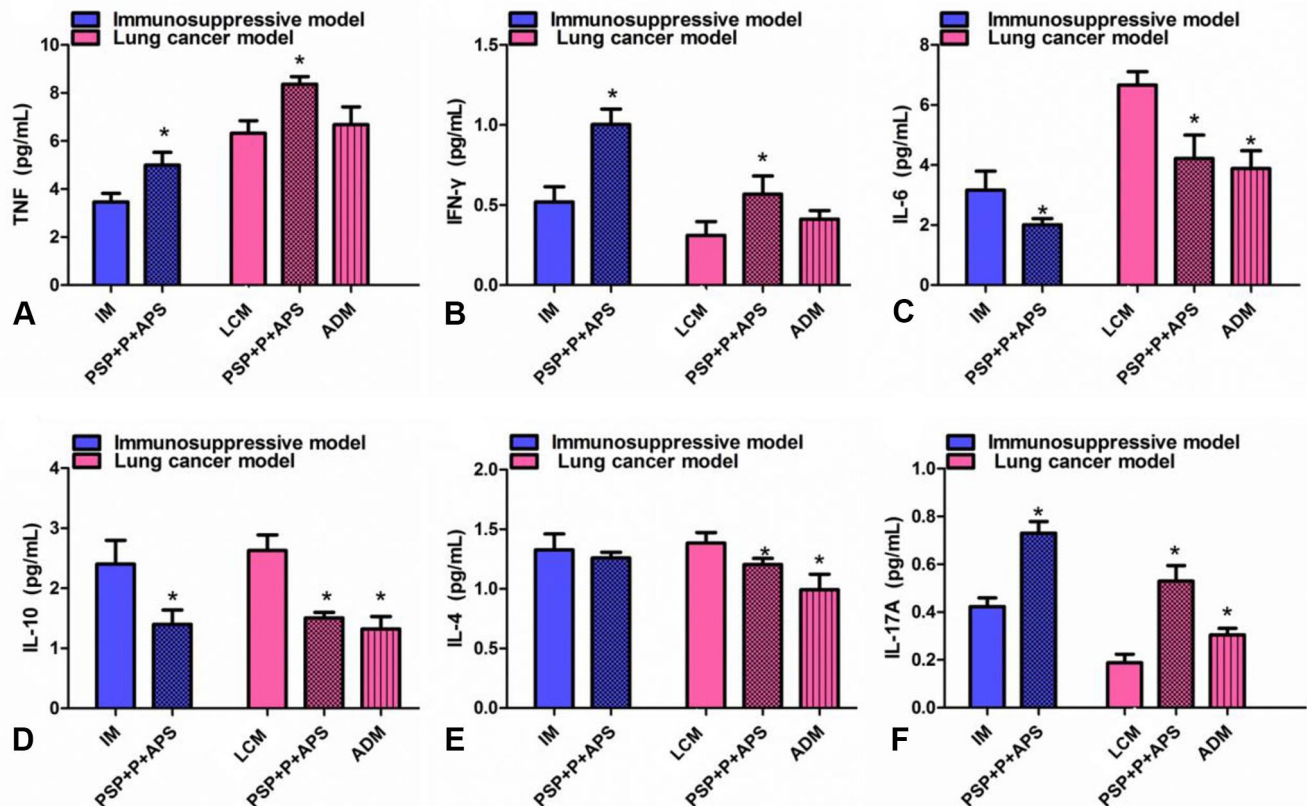 Immunosuppressive model
Lung cancer model
10
8
6
4
2
0
TNF (pg/mL)
*
*
IM
PSP+P+APS
LCM
PSP+P+APS
ADM
A
Immunosuppressive model
Lung cancer model
1.5
1.0
0.5
0.0
IFN-γ (pg/mL)
*
*
IM
PSP+P+APS
LCM
PSP+P+APS
ADM
B
Immunosuppressive model
Lung cancer model
8
6
4
2
0
IL-6 (pg/mL)
*
*
*
IM
PSP+P+APS
LCM
PSP+P+APS
ADM
C
Immunosuppressive model
Lung cancer model
4
3
2
1
0
IL-10 (pg/mL)
*
*
*
IM
PSP+P+APS
LCM
PSP+P+APS
ADM
D
Immunosuppressive model
Lung cancer model
2.0
1.5
1.0
0.5
0.0
IL-4 (pg/mL)
*
*
IM
PSP+P+APS
LCM
PSP+P+APS
ADM
E
Immunosuppressive model
Lung cancer model
1.0
0.8
0.6
0.4
0.2
0.0
IL-17A (pg/mL)
*
*
*
IM
PSP+P+APS
LCM
PSP+P+APS
ADM
F